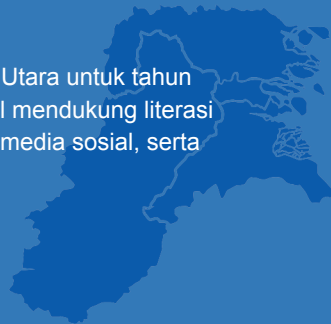 Utara untuk tahun
l mendukung literasi
media sosial, serta